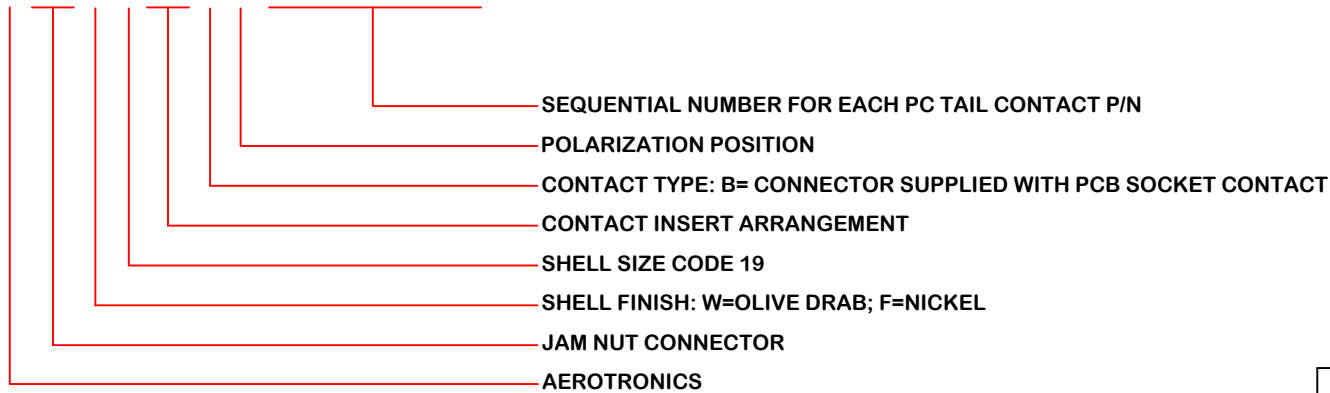 SEQUENTIAL NUMBER FOR EACH PC TAIL CONTACT P/N
POLARIZATION POSITION
CONTACT TYPE: B= CONNECTOR SUPPLIED WITH PCB SOCKET CONTACT
CONTACT INSERT ARRANGEMENT
SHELL SIZE CODE 19
SHELL FINISH: W=OLIVE DRAB; F=NICKEL
JAM NUT CONNECTOR
AEROTRONICS